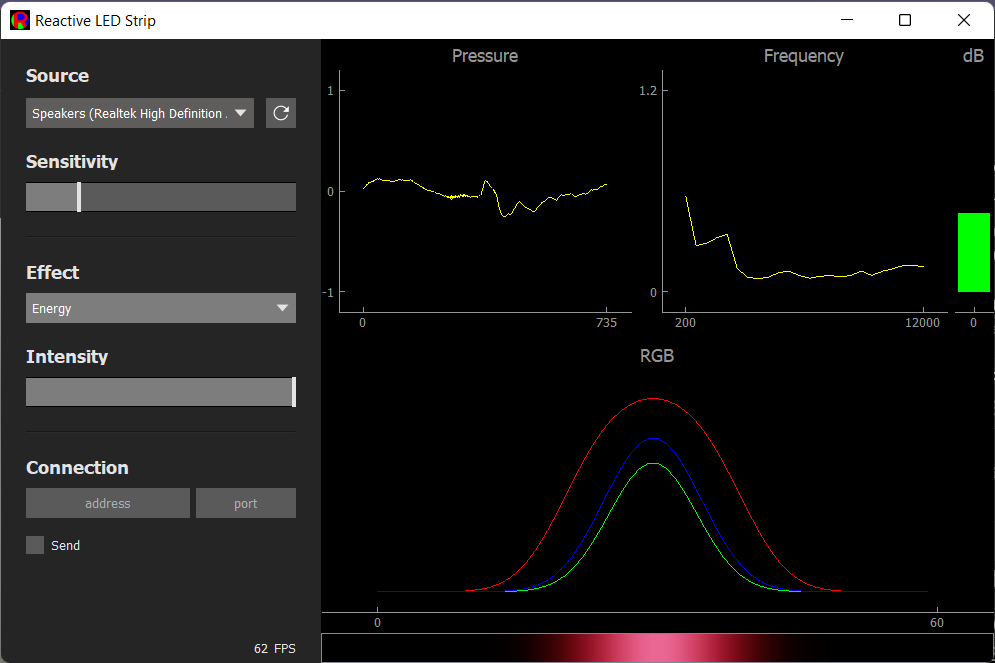 Reactive LED Strip
Source
Speakers (Realtek High Definition .
Sensitivity
Effect
Energy
Intensity
Connection
address port
Send
62 FPS
Pressure
1
0
-1
0 735
Frequency
1.2
0
200 12000
dB
0
RGB
0 60